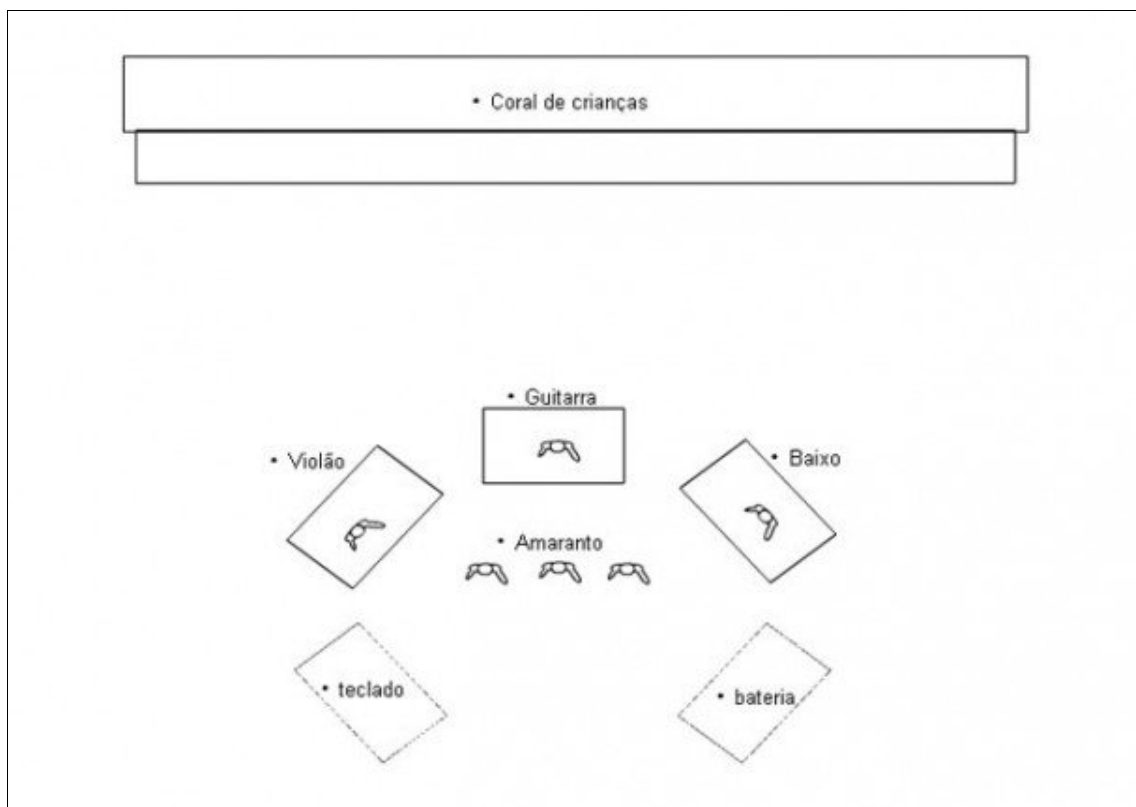 • Coral de crianças
• Guitarra
• Violão
• Baixo
• Amaranto
• teclado
• bateria